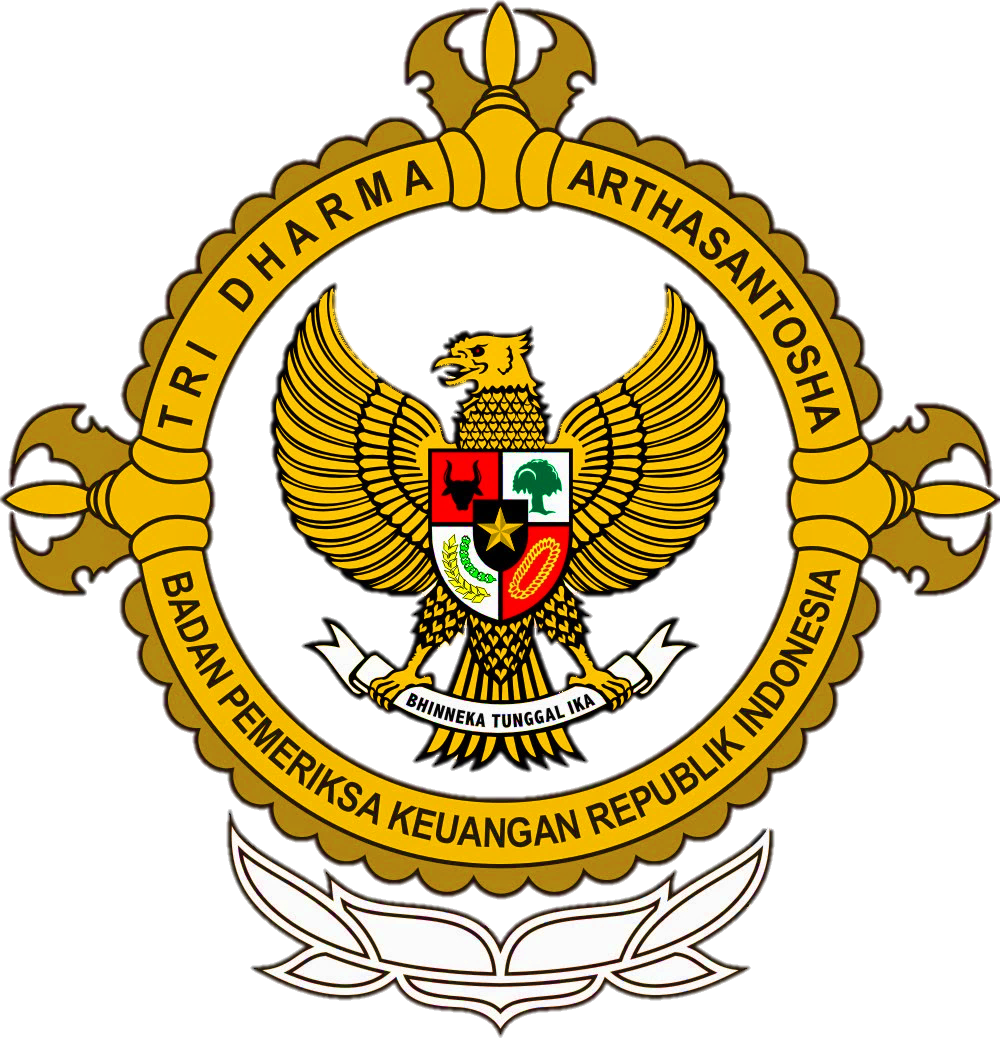 TRI DHARMA ARTHASANTOSHA
BHINNEKA TUNGGAL IKA
BADAN PEMERIKSA KEUANGAN REPUBLIK INDONESIA